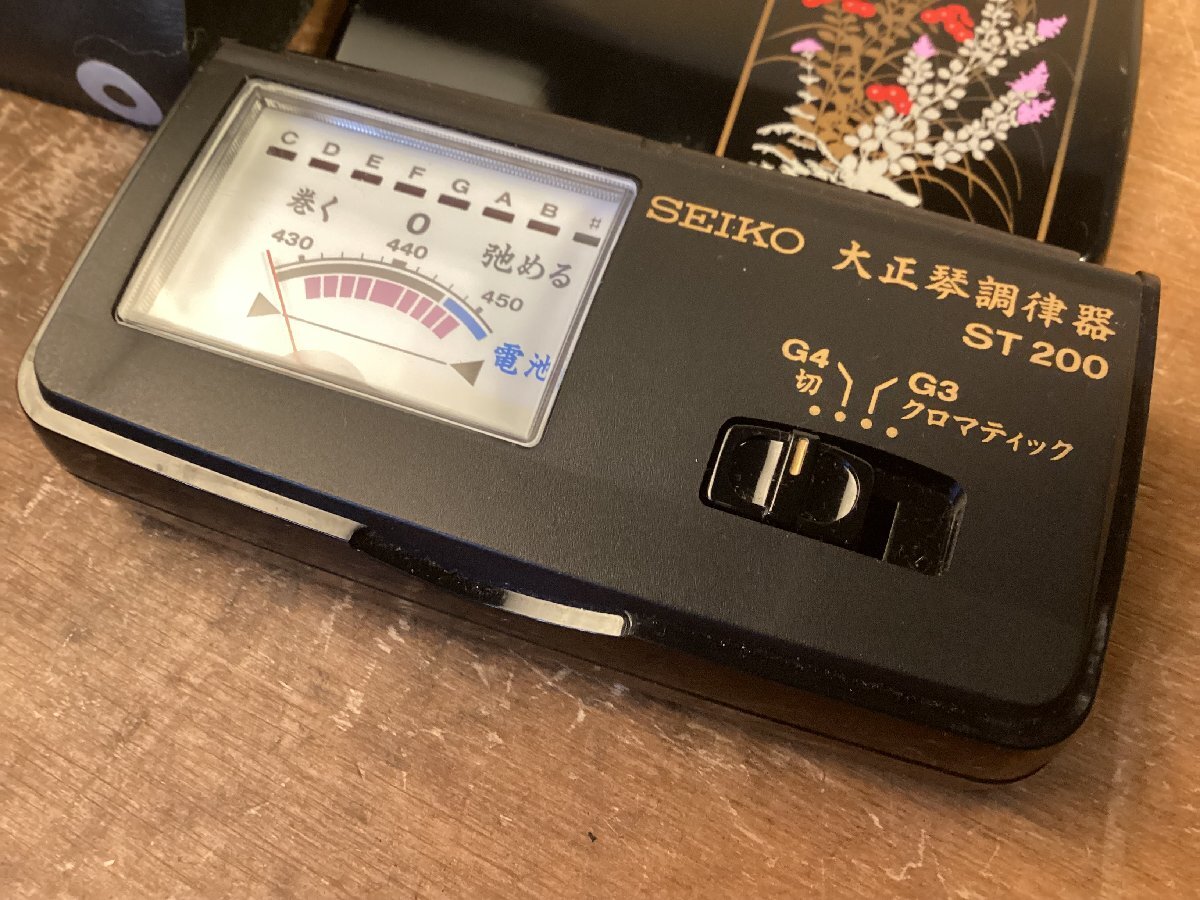 C D E F G A B ♯
巻く 0 弛める
430 440 450
電池
SEIKO 大正琴調律器
ST 200
G4 G3
切 クロマティック